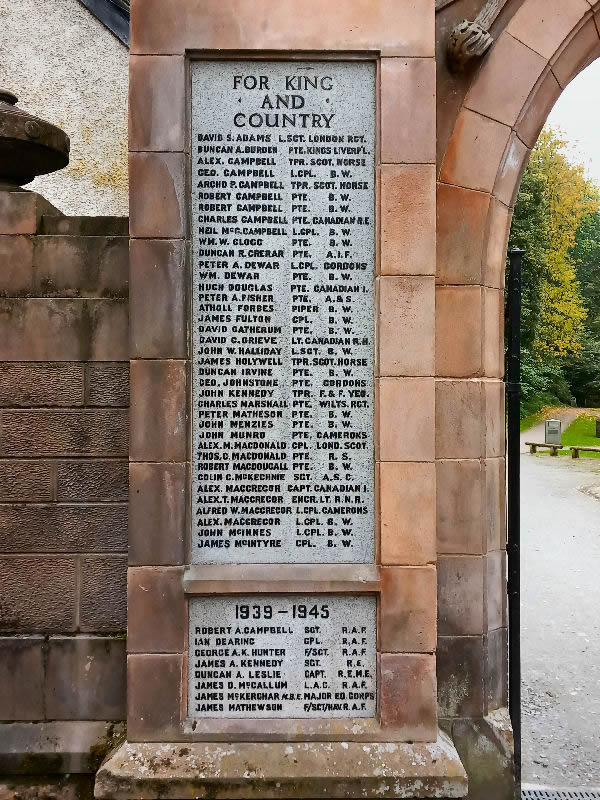 FOR KING
· AND ·
COUNTRY
DAVID S. ADAMS L.SGT. LONDON RGT.
DUNCAN A. BURDEN PTE. KINGS LIVERP'L.
ALEX. CAMPBELL TPR. SCOT. HORSE
GEO. CAMPBELL L.CPL. B. W.
ARCHD P. CAMPBELL TPR. SCOT. HORSE
ROBERT CAMPBELL PTE. B. W.
ROBERT CAMPBELL PTE. B. W.
CHARLES CAMPBELL PTE. CANADIAN R.E.
NEIL MCG. CAMPBELL L.CPL. B. W.
WM. W. CLOGG PTE. B. W.
DUNCAN R. CRERAR PTE. A. I. F.
PETER A. DEWAR L.CPL. GORDONS
WM. DEWAR PTE. B. W.
HUGH DOUGLAS PTE. CANADIAN I.
PETER A. FISHER PTE. A. & S.
ATHOLL FORBES PIPER B. W.
JAMES FULTON CPL. B. W.
DAVID GATHERUM PTE. B. W.
DAVID C. GRIEVE LT. CANADIAN R.H.
JOHN W. HALLIDAY L.SGT. B. W.
JAMES HOLYWELL TPR. SCOT. HORSE
DUNCAN IRVINE PTE. B. W.
GEO. JOHNSTONE PTE. GORDONS
JOHN KENNEDY TPR. F. & F. YEO.
CHARLES MARSHALL PTE. WILTS. RGT.
PETER MATHESON PTE. B. W.
JOHN MENZIES PTE. B. W.
JOHN MUNRO PTE. CAMERONS
ALEX. M. MACDONALD CPL. LOND. SCOT.
THOS. C. MACDONALD PTE. R. S.
ROBERT MACDOUGALL PTE. B. W.
COLIN C. MCKECHNIE SGT. A. S. C.
ALEX. MACGREGOR CAPT. CANADIAN I.
ALEX. T. MACGREGOR ENGR. LT. R. N. R.
ALFRED W. MACGREGOR L.CPL. CAMERONS
ALEX. MACGREGOR L.CPL. B. W.
JOHN MCINNES L.CPL. B. W.
JAMES MCINTYRE CPL. B. W.
1939 – 1945
ROBERT A. CAMPBELL SGT. R.A.F.
IAN DEARING CPL. R.A.F.
GEORGE A. K. HUNTER F/SGT. R.A.F.
JAMES A. KENNEDY SGT. R.E.
DUNCAN A. LESLIE CAPT. R.E.M.E.
JAMES D. MCCALLUM L.A.C. R.A.F.
JAMES MCKERCHAR M.B.E. MAJOR ED. CORPS
JAMES MATHEWSON F/SGT/NAV. R.A.F.